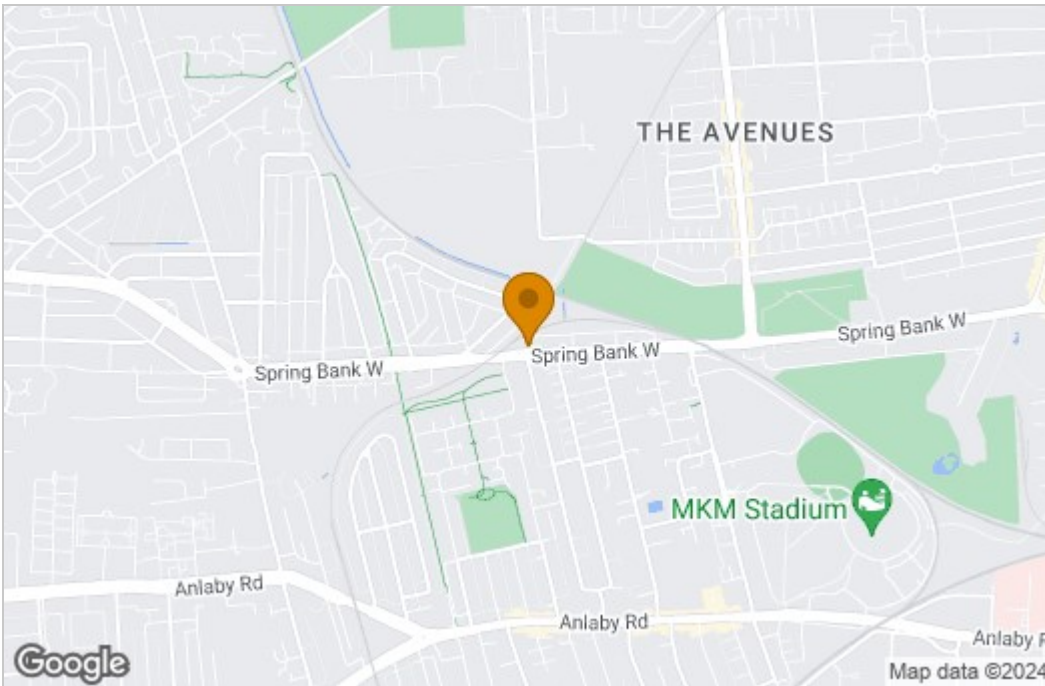 THE AVENUES
Spring Bank W
Spring Bank W
Spring Bank W
MKM Stadium
Anlaby Rd
Anlaby Rd
Anlaby R
Google
Map data ©2024